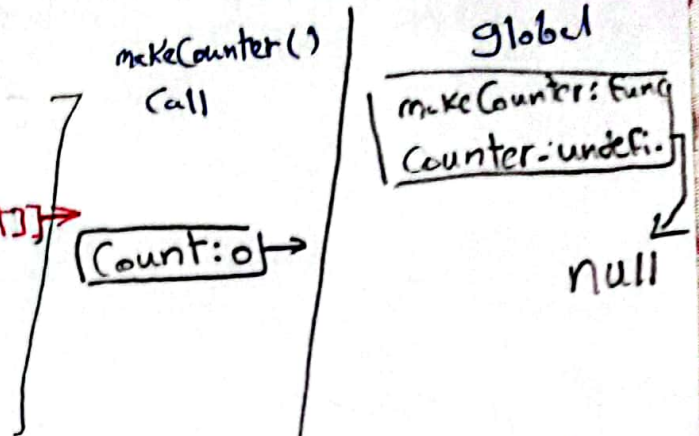 makeCounter()
Call
]]
Count: 0
global
makeCounter: Func
Counter: undefi.
null